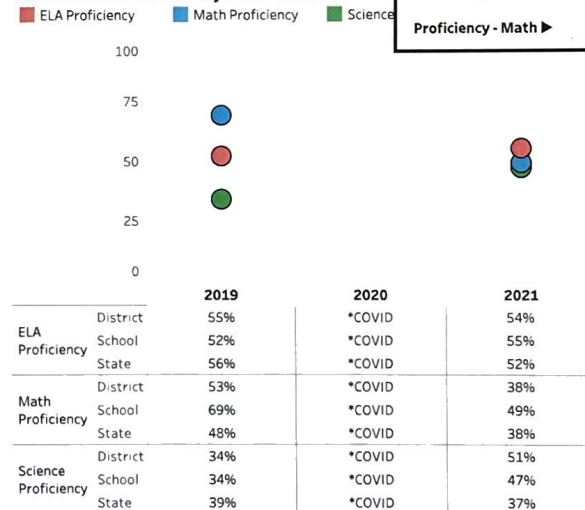 ELA Proficiency Math Proficiency Science
Proficiency - Math ▶
100
75
50
25
0
2019 2020 2021
ELA Proficiency
District 55% *COVID 54%
School 52% *COVID 55%
State 56% *COVID 52%
Math Proficiency
District 53% *COVID 38%
School 69% *COVID 49%
State 48% *COVID 38%
Science Proficiency
District 34% *COVID 51%
School 34% *COVID 47%
State 39% *COVID 37%